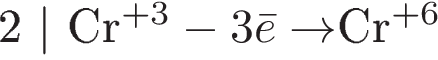 2 | Cr⁺³ − 3ē →Cr⁺⁶